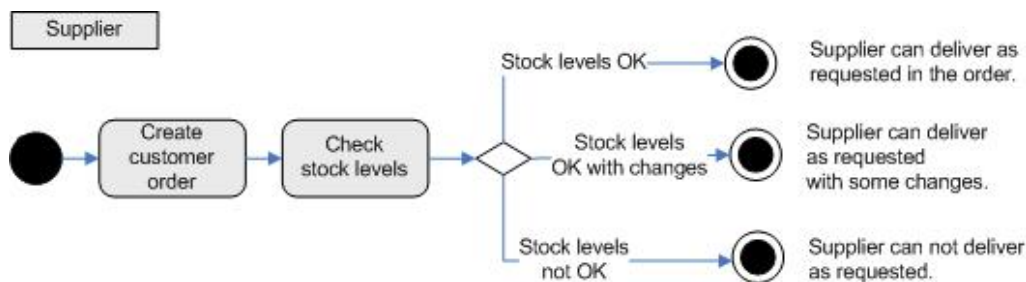 Supplier
Stock levels OK
Supplier can deliver as
requested in the order.
Create
customer
order
Check
stock levels
Stock levels
OK with changes
Supplier can deliver
as requested
with some changes.
Stock levels
not OK
Supplier can not deliver
as requested.